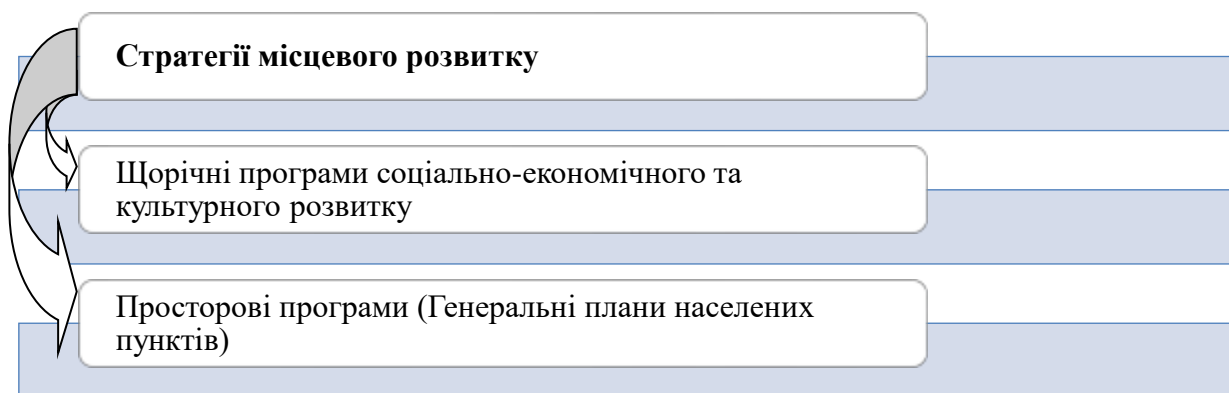 Стратегії місцевого розвитку
Щорічні програми соціально-економічного та
культурного розвитку
Просторові програми (Генеральні плани населених
пунктів)